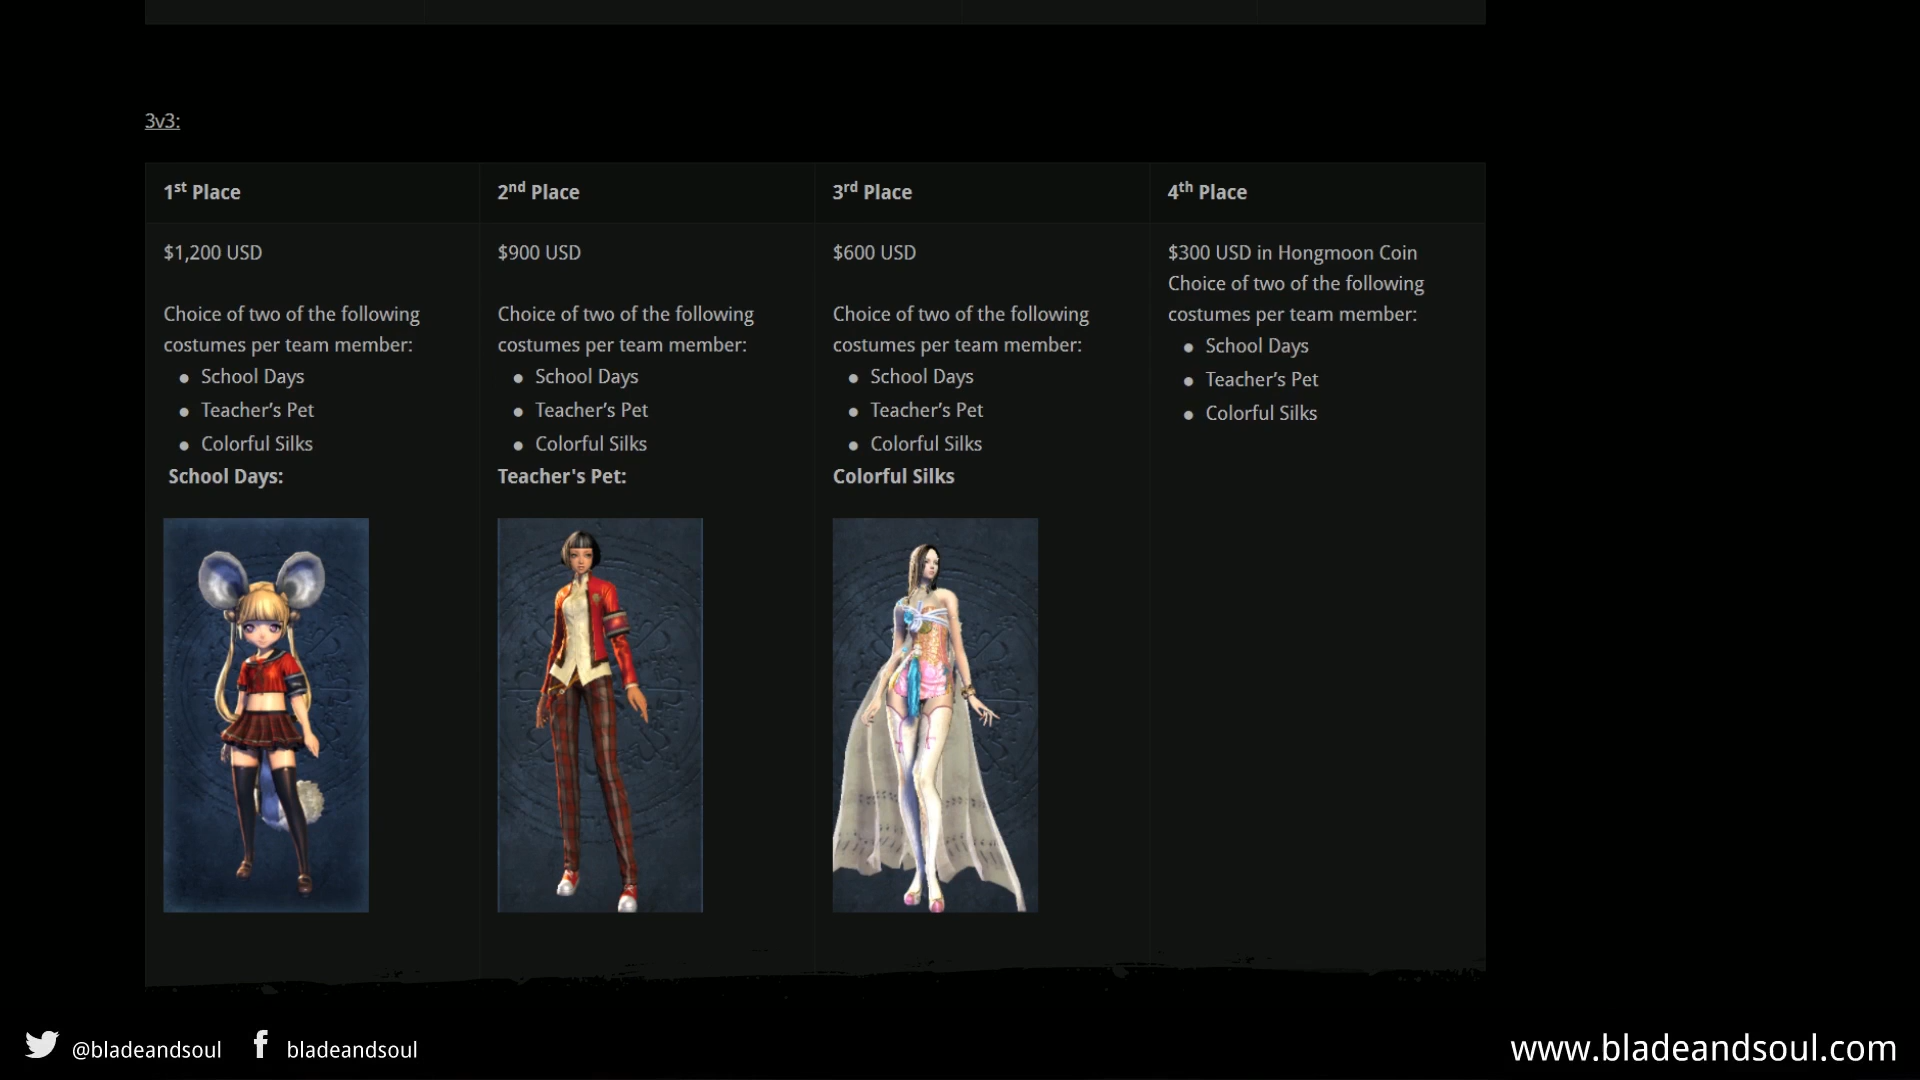 3v3:
1st Place
2nd Place
3rd Place
4th Place
$1,200 USD
Choice of two of the following
costumes per team member:
● School Days
● Teacher’s Pet
● Colorful Silks
School Days:
$900 USD
Choice of two of the following
costumes per team member:
● School Days
● Teacher’s Pet
● Colorful Silks
Teacher's Pet:
$600 USD
Choice of two of the following
costumes per team member:
● School Days
● Teacher’s Pet
● Colorful Silks
Colorful Silks
$300 USD in Hongmoon Coin
Choice of two of the following
costumes per team member:
● School Days
● Teacher’s Pet
● Colorful Silks
@bladeandsoul
bladeandsoul
www.bladeandsoul.com